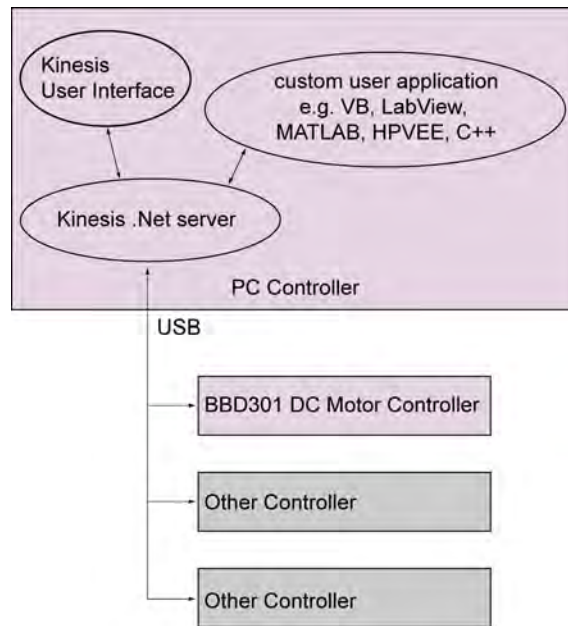 Kinesis
User Interface
custom user application
e.g. VB, LabView,
MATLAB, HPVEE, C++
Kinesis .Net server
PC Controller
USB
BBD301 DC Motor Controller
Other Controller
Other Controller